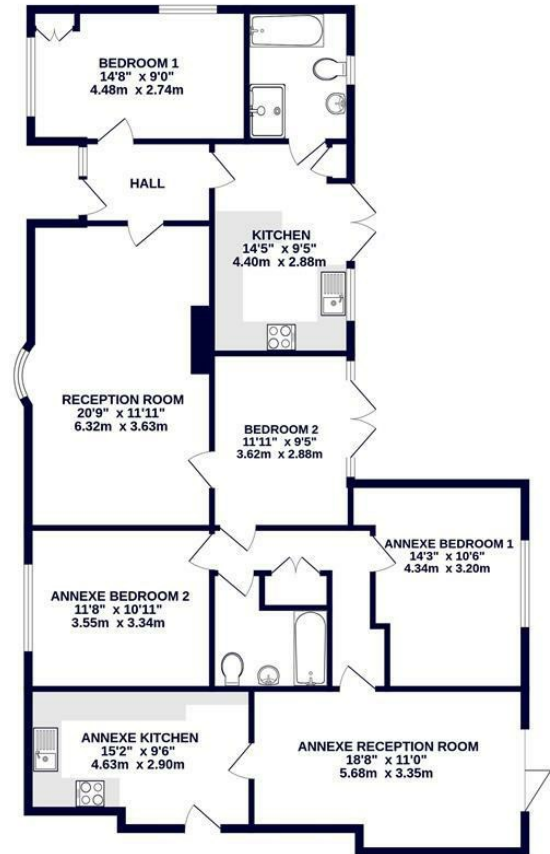 BEDROOM 1
14'8" x 9'0"
4.48m x 2.74m
HALL
KITCHEN
14'5" x 9'5"
4.40m x 2.88m
RECEPTION ROOM
20'9" x 11'11"
6.32m x 3.63m
BEDROOM 2
11'11" x 9'5"
3.62m x 2.88m
ANNEXE BEDROOM 1
14'3" x 10'6"
4.34m x 3.20m
ANNEXE BEDROOM 2
11'8" x 10'11"
3.55m x 3.34m
ANNEXE KITCHEN
15'2" x 9'6"
4.63m x 2.90m
ANNEXE RECEPTION ROOM
18'8" x 11'0"
5.68m x 3.35m